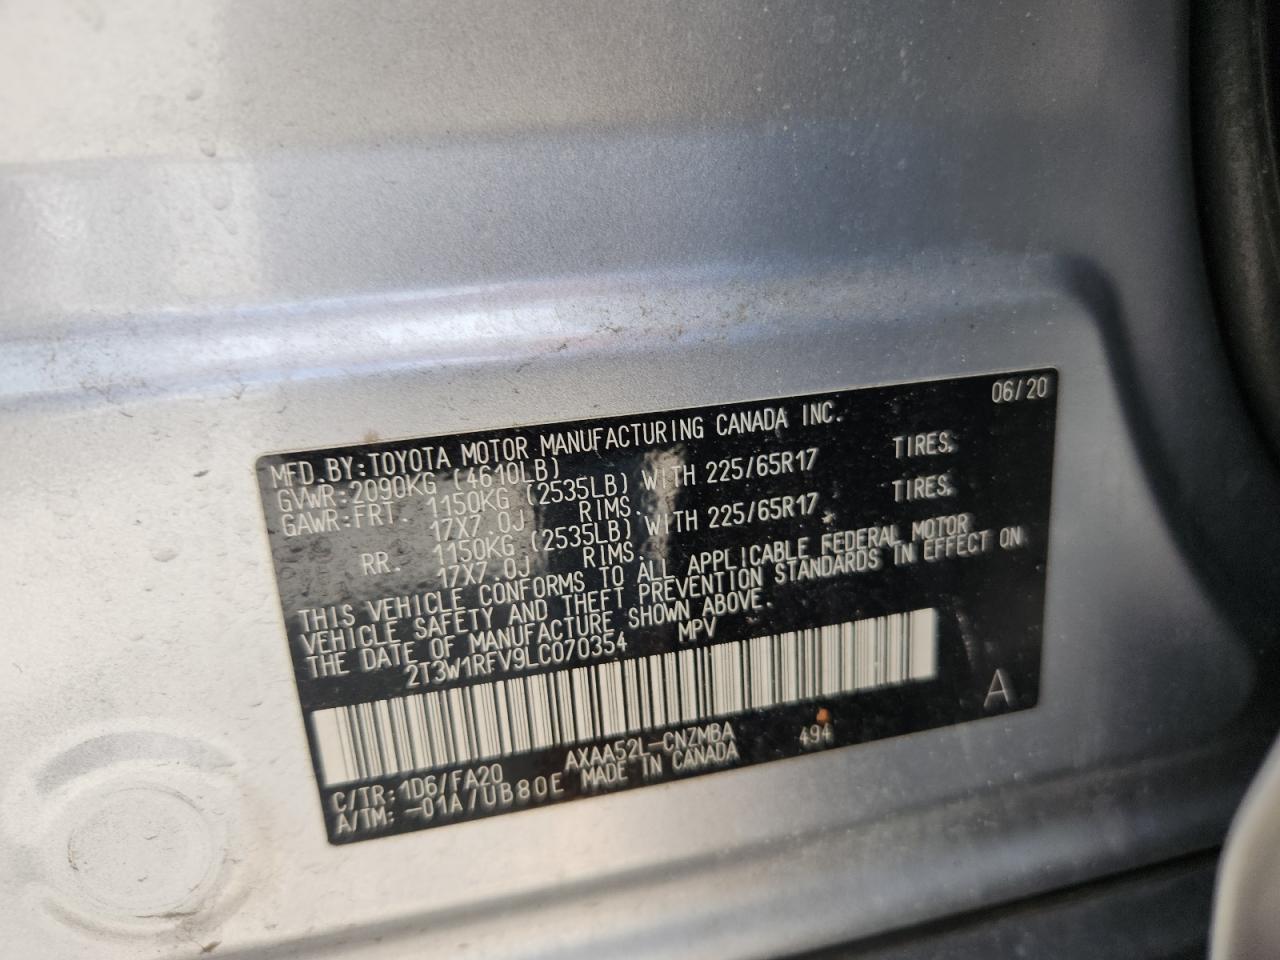 06/20
MFD.BY:TOYOTA MOTOR MANUFACTURING CANADA INC.
GVWR:2090KG (4610LB)
GAWR:FRT. 1150KG (2535LB) WITH 225/65R17 TIRES,
17X7.0J RIMS.
RR. 1150KG (2535LB) WITH 225/65R17 TIRES,
17X7.0J RIMS.
THIS VEHICLE CONFORMS TO ALL APPLICABLE FEDERAL MOTOR
VEHICLE SAFETY AND THEFT PREVENTION STANDARDS IN EFFECT ON
THE DATE OF MANUFACTURE SHOWN ABOVE.
2T3W1RFV9LC070354 MPV
A
C/TR: 1D6/FA20 AXAA52L-CNZMBA 494
A/TM: -01A/UB80E MADE IN CANADA